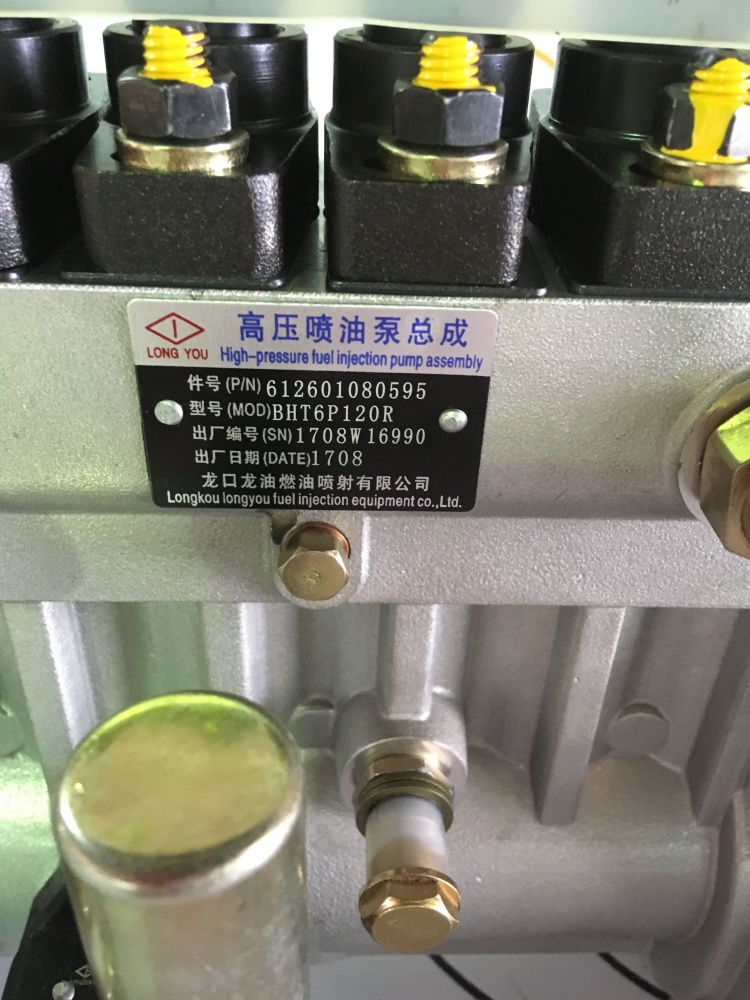 高压喷油泵总成
LONG YOU
High-pressure fuel injection pump assembly
件号(P/N)612601080595
型号(MOD)BHT6P120R
出厂编号(SN)1708W16990
出厂日期(DATE)1708
龙口龙油燃油喷射有限公司
Longkou longyou fuel injection equipment co.,Ltd.